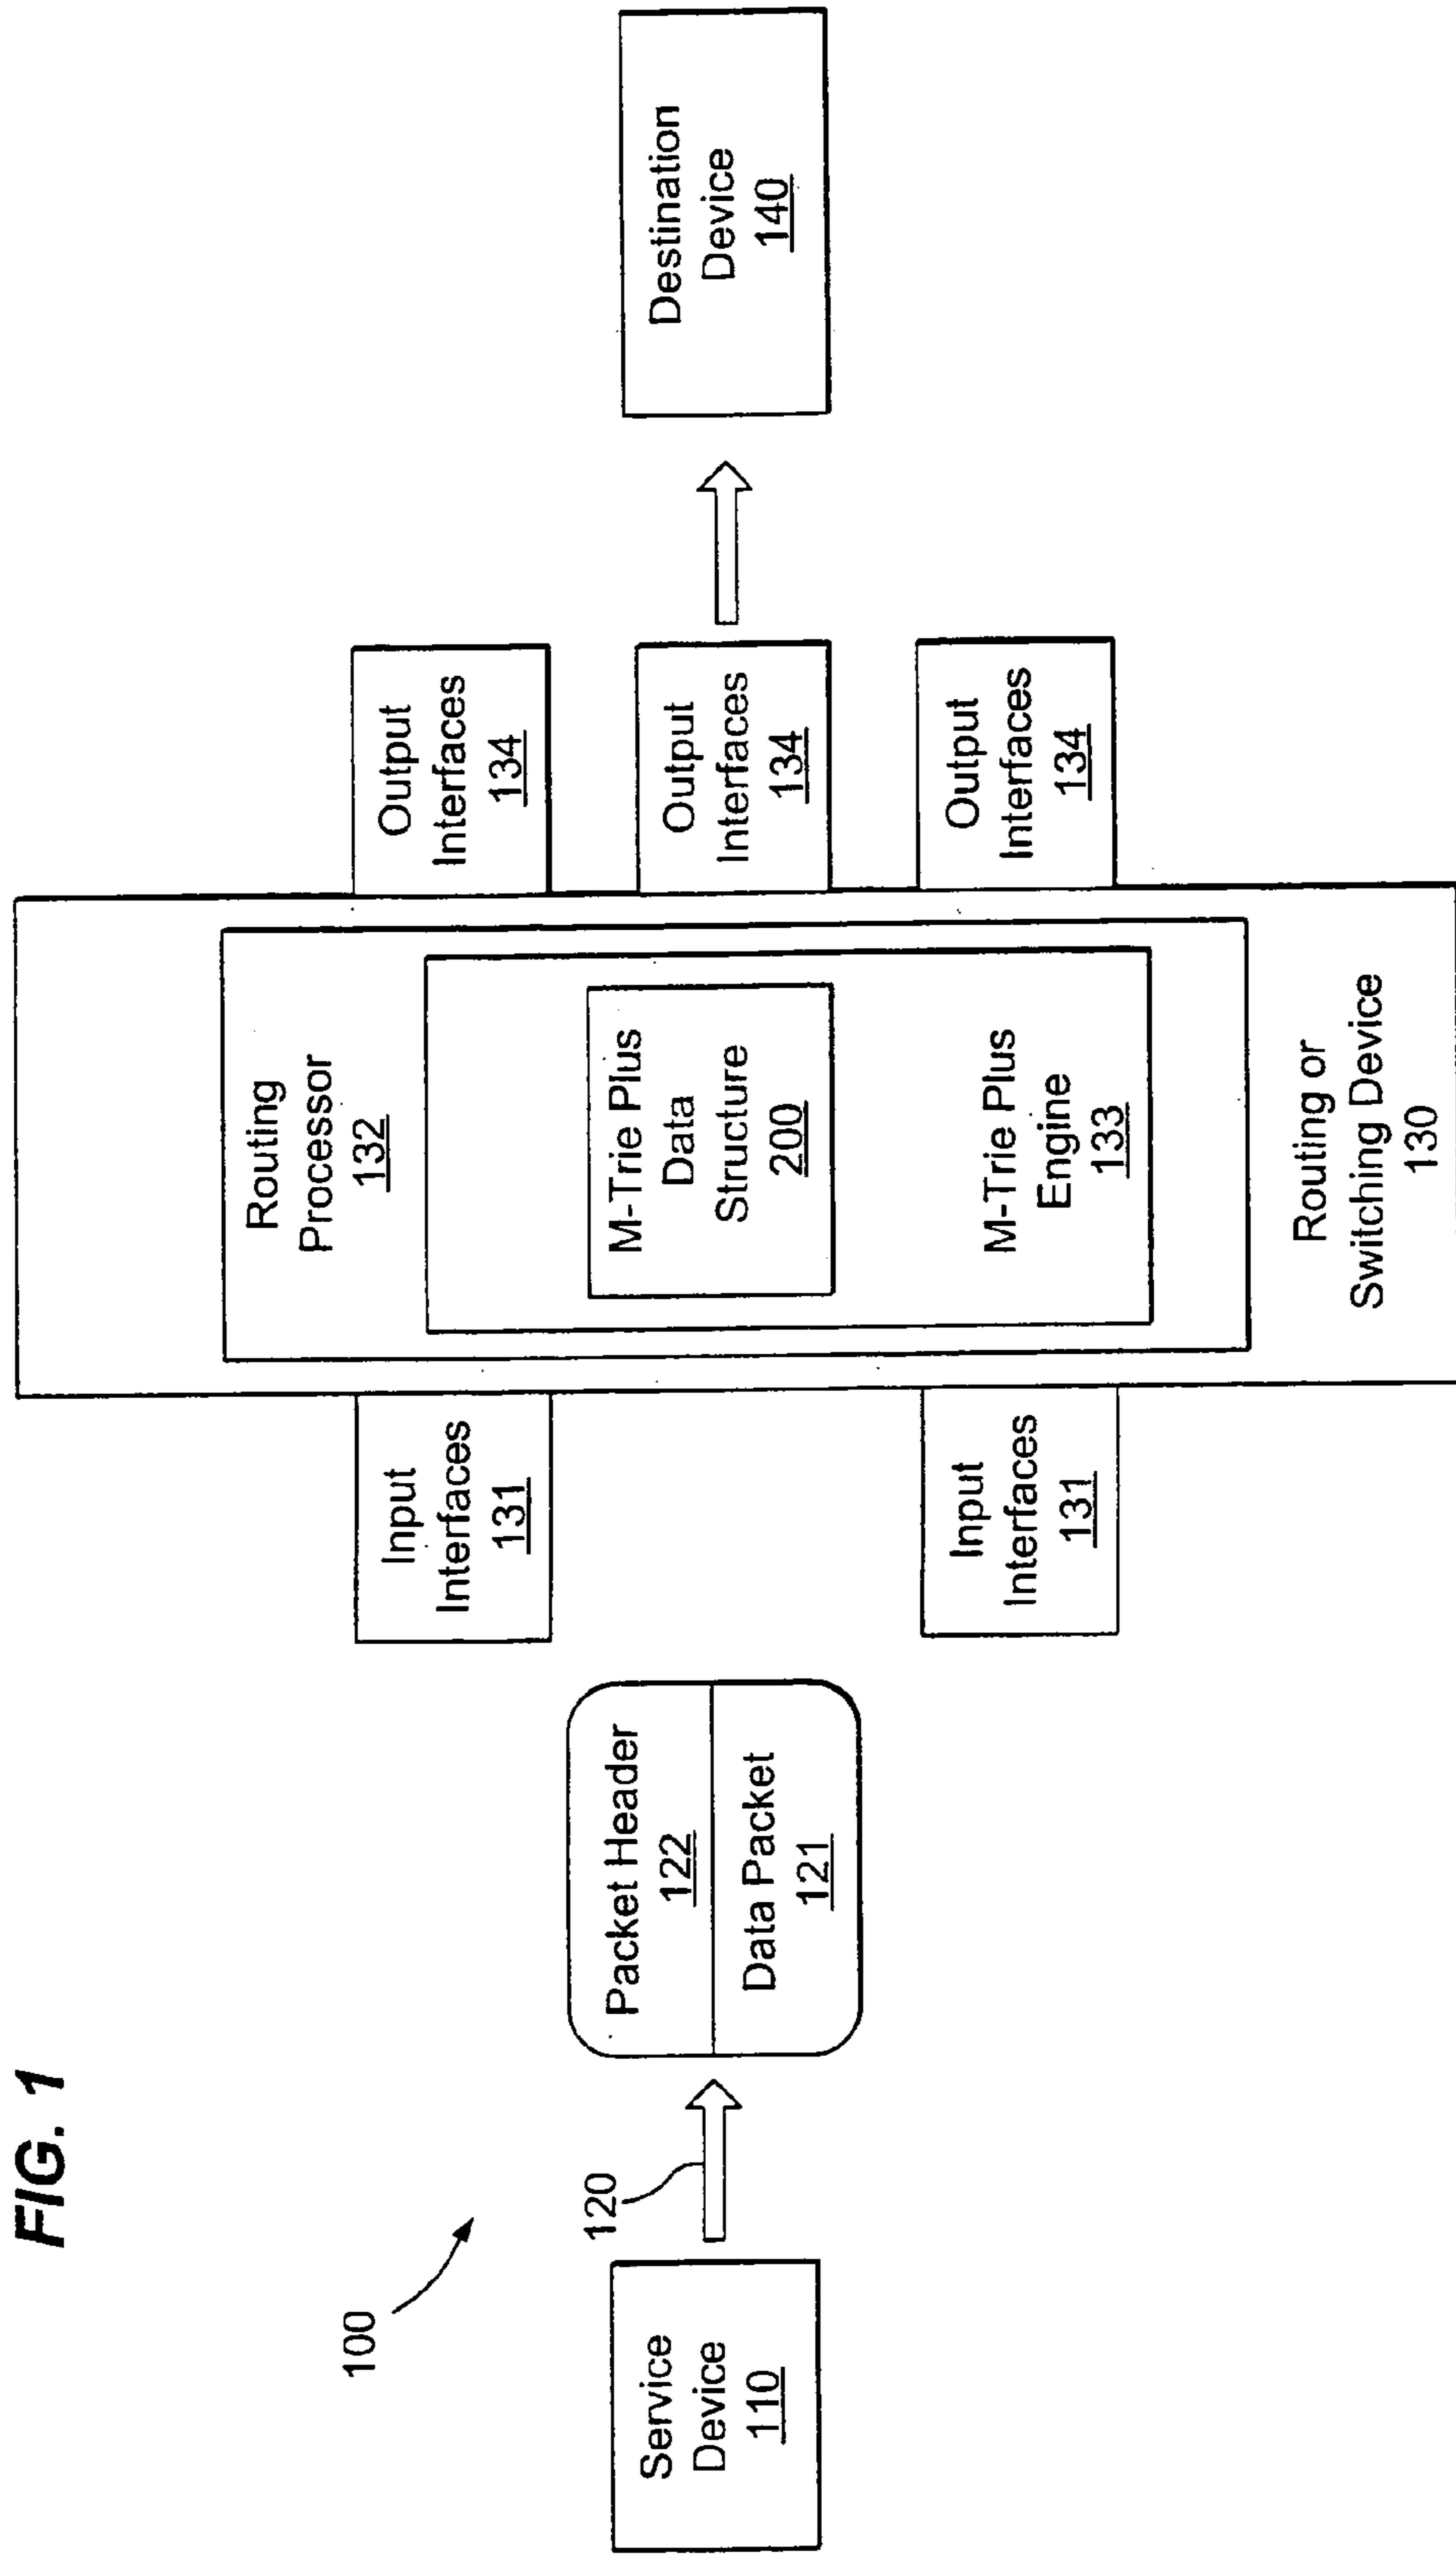 FIG. 1
100
Service
Device
110
120
Packet Header
122
Data Packet
121
Input
Interfaces
131
Input
Interfaces
131
Routing
Processor
132
M-Trie Plus
Data
Structure
200
M-Trie Plus
Engine
133
Routing or
Switching Device
130
Output
Interfaces
134
Output
Interfaces
134
Output
Interfaces
134
Destination
Device
140